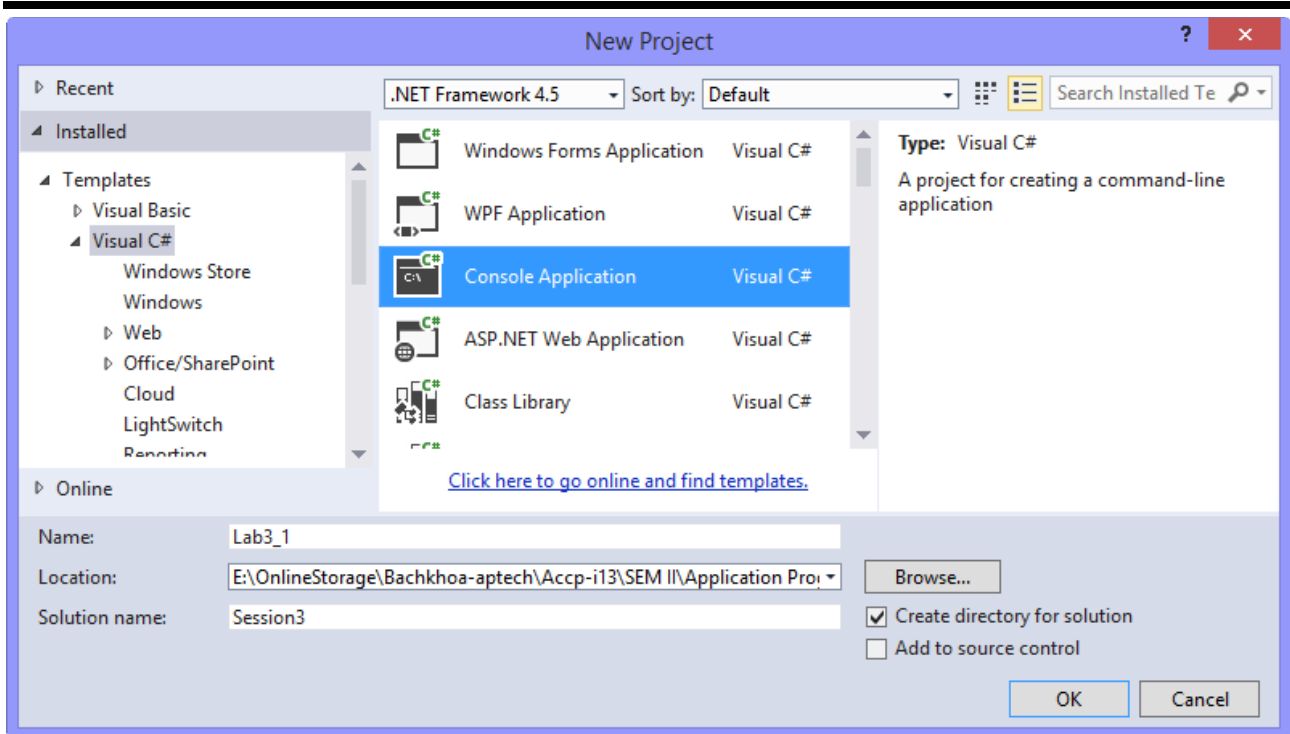 New Project
?
Recent
Installed
Templates
Visual Basic
Visual C#
Windows Store
Windows
Web
Office/SharePoint
Cloud
LightSwitch
Reporting
Online
.NET Framework 4.5
Sort by:
Default
Search Installed Te
C# Windows Forms Application Visual C#
C# WPF Application Visual C#
C# C:\ Console Application Visual C#
C# ASP.NET Web Application Visual C#
C# Class Library Visual C#
C#
Click here to go online and find templates.
Type: Visual C#
A project for creating a command-line
application
Name: Lab3_1
Location: E:\OnlineStorage\Bachkhoa-aptech\Accp-i13\SEM II\Application
Browse...
Solution name: Session3
Create directory for solution
Add to source control
OK
Cancel